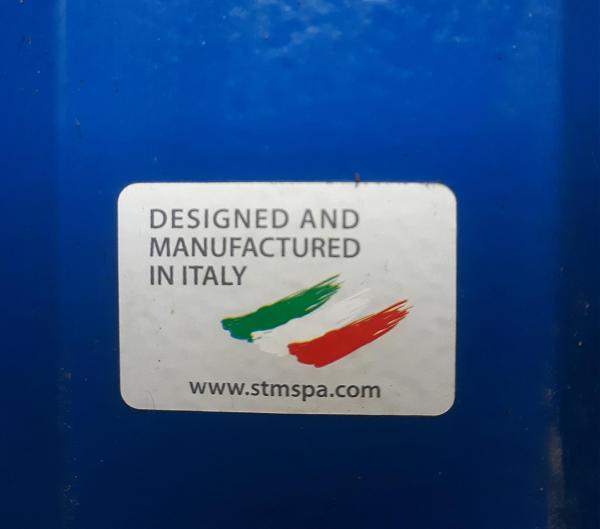 DESIGNED AND
MANUFACTURED
IN ITALY
www.stmspa.com